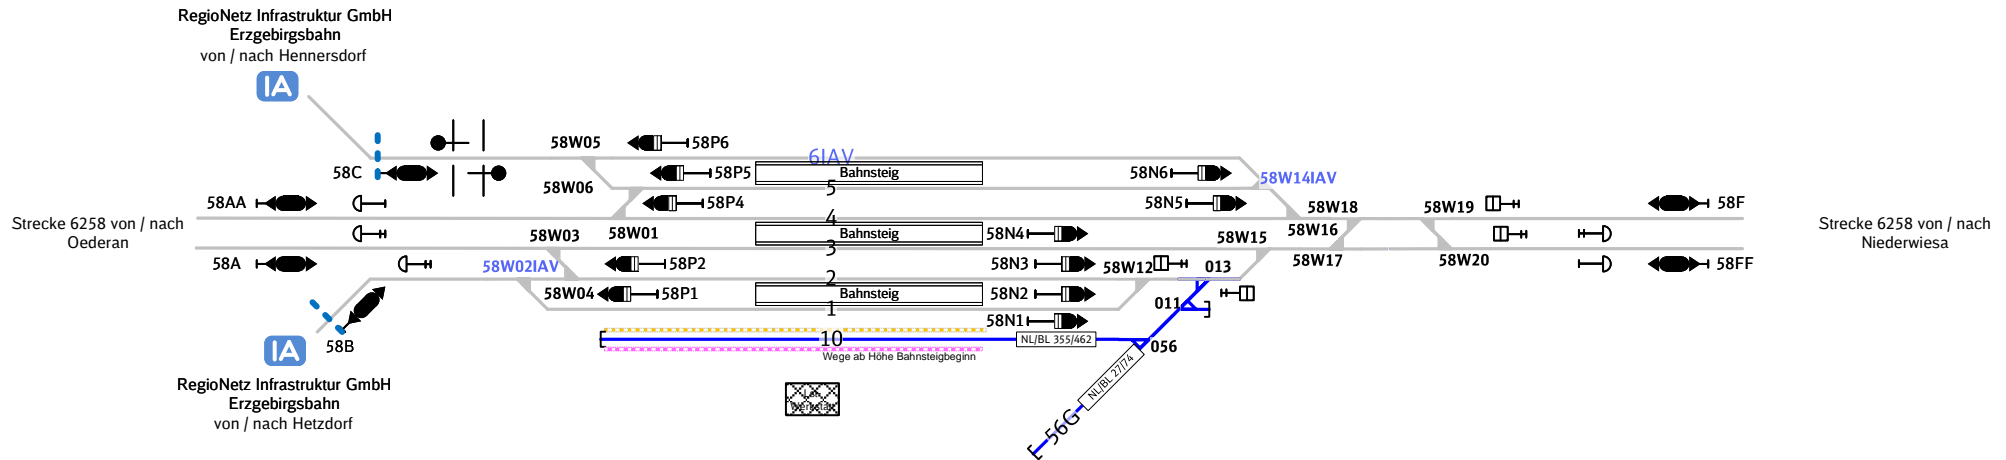 RegioNetz Infrastruktur GmbH
Erzgebirgsbahn
von / nach Hennersdorf
IA
58W05
58P6
6IAV
58C
58P5
Bahnsteig
58N6
58W14IAV
58W06
5
58AA
58P4
58N5
58W18
58W19
58F
Strecke 6258 von / nach
Oederan
4
58W03
58W01
Bahnsteig
58N4
58W15
58W16
Strecke 6258 von / nach
Niederwiesa
3
58A
58W02IAV
58P2
58N3
58W12
013
58W17
58W20
58FF
2
58W04
58P1
Bahnsteig
58N2
011
1
58N1
58B
10
NL/BL 355/462
056
Wege ab Höhe Bahnsteigbeginn
IA
NL/BL 27/74
RegioNetz Infrastruktur GmbH
Erzgebirgsbahn
von / nach Hetzdorf
56G